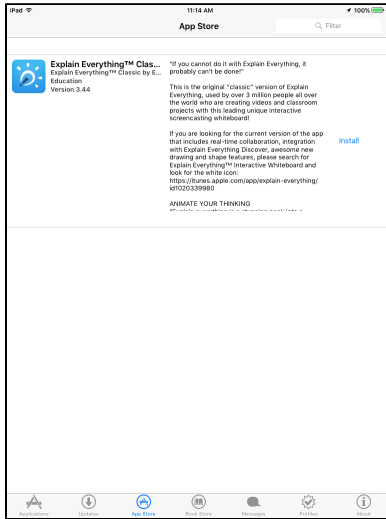 iPad 11:14 AM 100%
App Store
Filter
Explain Everything™ Clas...
Explain Everything™ Classic by E...
Education
Version 3.44
"If you cannot do it with Explain Everything, it
probably can't be done!"
This is the original "classic" version of Explain
Everything, used by over 3 million people all over
the world who are creating videos and classroom
projects with this leading unique interactive
screencasting whiteboard!
If you are looking for the current version of the app
that includes real-time collaboration, integration
with Explain Everything Discover, awesome new
drawing and shape features, please search for
Explain Everything™ Interactive Whiteboard and
look for the white icon:
https://itunes.apple.com/app/explain-everything/
id1020339980
ANIMATE YOUR THINKING
Install
Applications Updates App Store Book Store Messages Profiles About